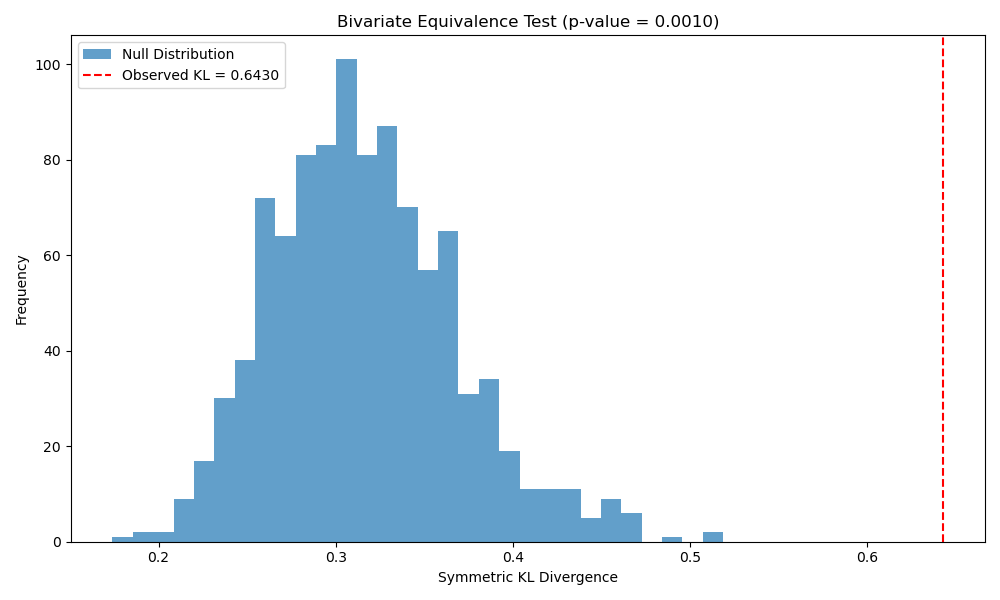 Bivariate Equivalence Test (p-value = 0.0010)
Null Distribution
Observed KL = 0.6430
100
80
60
40
20
0
Frequency
0.2 0.3 0.4 0.5 0.6
Symmetric KL Divergence